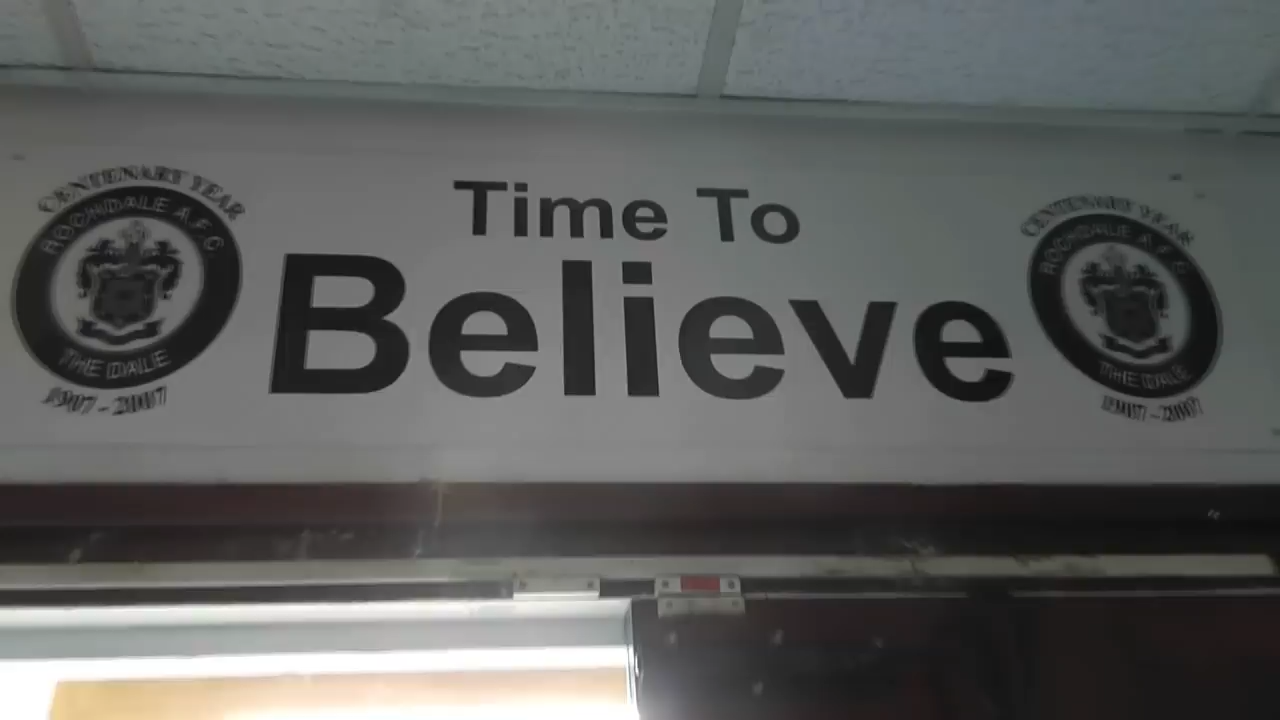 CENTENARY YEAR
ROCHDALE A.F.C
THE DALE
1907 - 2007
Time To
Believe
CENTENARY YEAR
ROCHDALE A.F.C
THE DALE
1907 - 2007